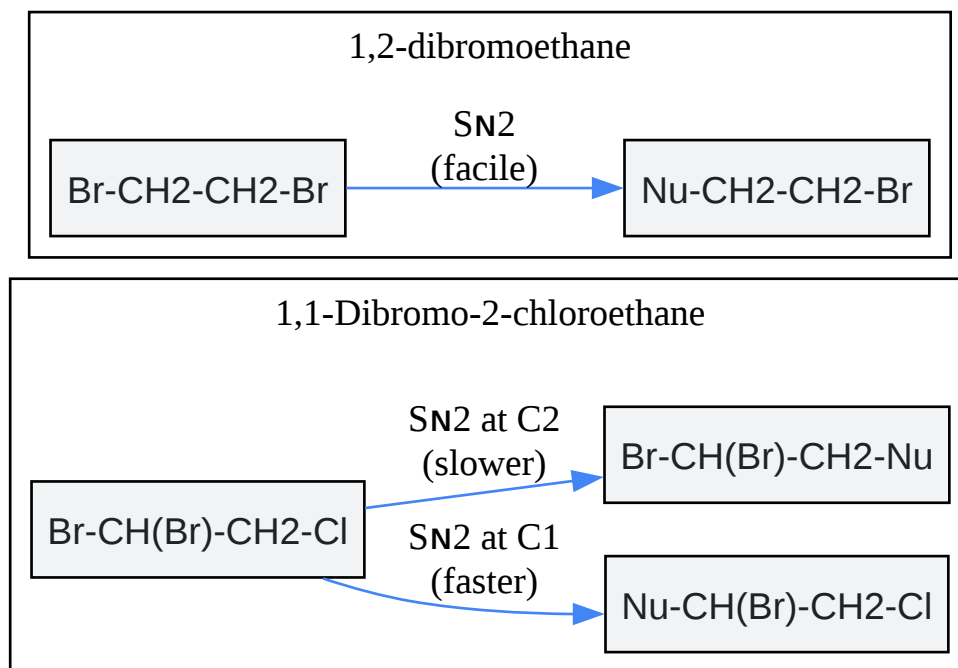 1,2-dibromoethane
SN2
(facile)
Br-CH2-CH2-Br
Nu-CH2-CH2-Br
1,1-Dibromo-2-chloroethane
SN2 at C2
(slower)
Br-CH(Br)-CH2-Nu
Br-CH(Br)-CH2-Cl
SN2 at C1
(faster)
Nu-CH(Br)-CH2-Cl